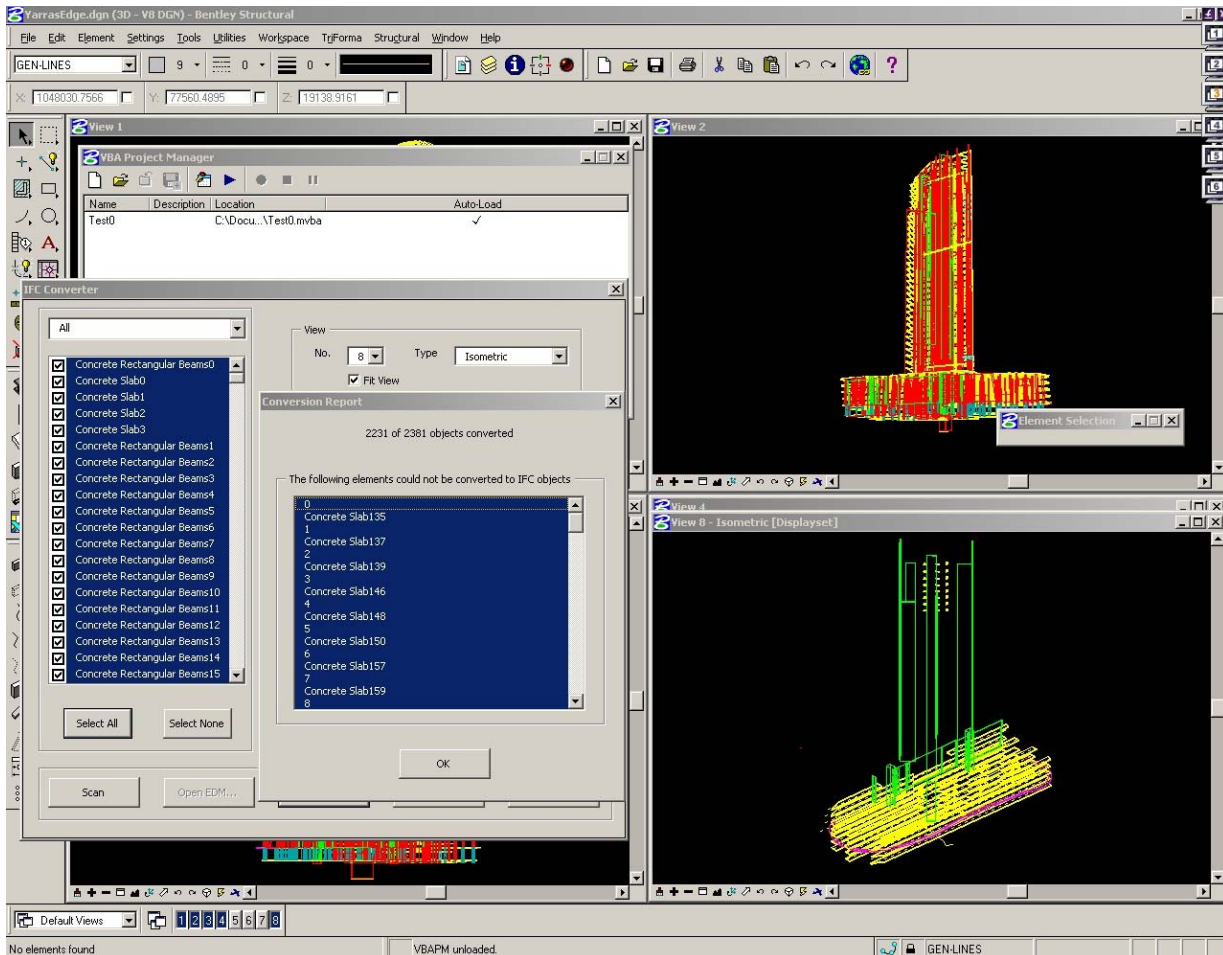 YarrasEdge.dgn (3D - V8 DGN) - Bentley Structural
File Edit Element Settings Tools Utilities Workspace TriForma Structural Window Help
GEN-LINES 9 0 0
X: 1048030.7566 Y: 77560.4895 Z: 19138.9161
1
2
3
4
5
6
View 1
VBA Project Manager
Name Description Location Auto-Load
Test0 C:\Docu...\Test0.mvba
IFC Converter
All
Concrete Rectangular Beams0
Concrete Slab0
Concrete Slab1
Concrete Slab2
Concrete Slab3
Concrete Rectangular Beams1
Concrete Rectangular Beams2
Concrete Rectangular Beams3
Concrete Rectangular Beams4
Concrete Rectangular Beams5
Concrete Rectangular Beams6
Concrete Rectangular Beams7
Concrete Rectangular Beams8
Concrete Rectangular Beams9
Concrete Rectangular Beams10
Concrete Rectangular Beams11
Concrete Rectangular Beams12
Concrete Rectangular Beams13
Concrete Rectangular Beams14
Concrete Rectangular Beams15
Select All Select None
Scan Open EDM...
View
No. 8 Type Isometric
Fit View
Conversion Report
2231 of 2381 objects converted
The following elements could not be converted to IFC objects
0
Concrete Slab135
1
Concrete Slab137
2
Concrete Slab139
3
Concrete Slab146
4
Concrete Slab148
5
Concrete Slab150
6
Concrete Slab157
7
Concrete Slab159
8
OK
View 2
Element Selection
View 4
View 8 - Isometric [Displayset]
Default Views 1 2 3 4 5 6 7 8
No elements found VBAPM unloaded. GEN-LINES